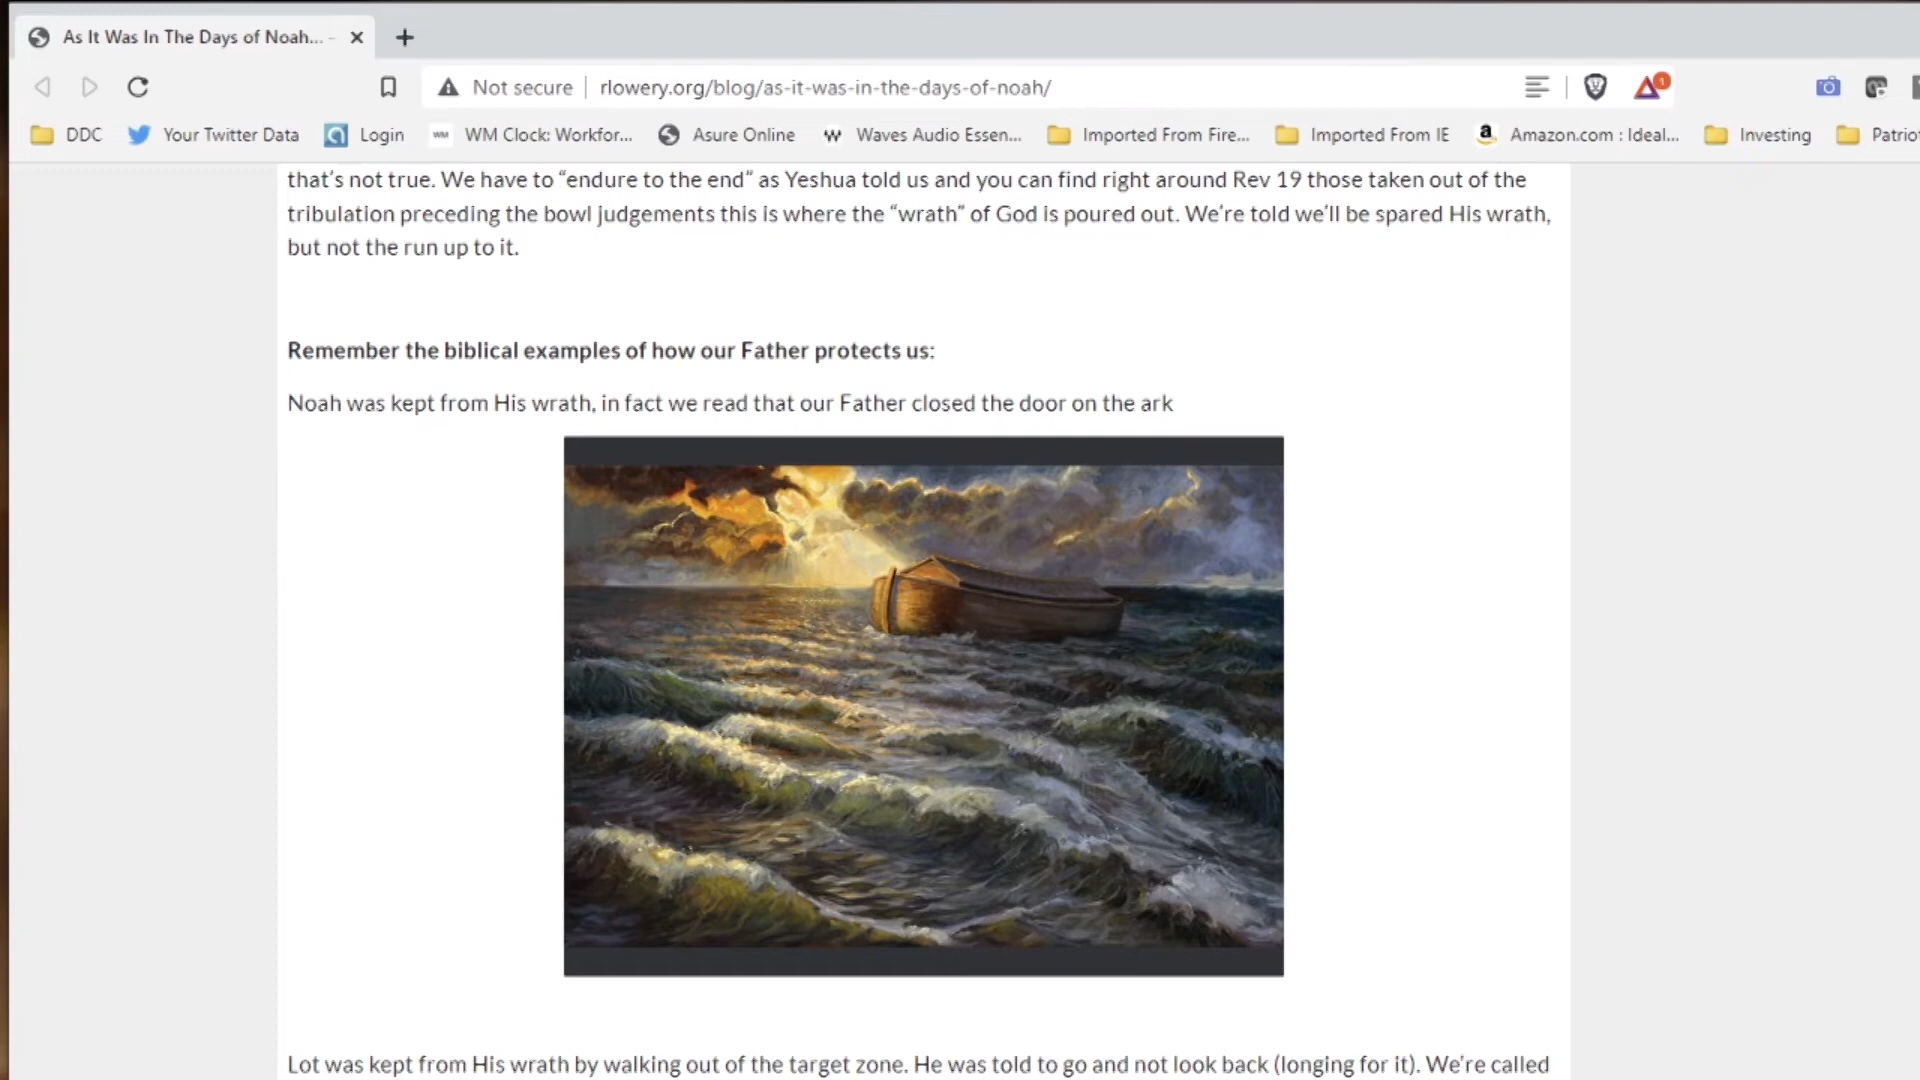 As It Was In The Days of Noah... -
Not secure
rlowery.org/blog/as-it-was-in-the-days-of-noah/
1
DDC
Your Twitter Data
Login
WM
WM Clock: Workfor...
Asure Online
W
Waves Audio Essen...
Imported From Fire...
Imported From IE
a
Amazon.com : Ideal...
Investing
that's not true. We have to “endure to the end” as Yeshua told us and you can find right around Rev 19 those taken out of the
tribulation preceding the bowl judgements this is where the “wrath” of God is poured out. We're told we'll be spared His wrath,
but not the run up to it.
Remember the biblical examples of how our Father protects us:
Noah was kept from His wrath, in fact we read that our Father closed the door on the ark
Lot was kept from His wrath by walking out of the target zone. He was told to go and not look back (longing for it). We're called